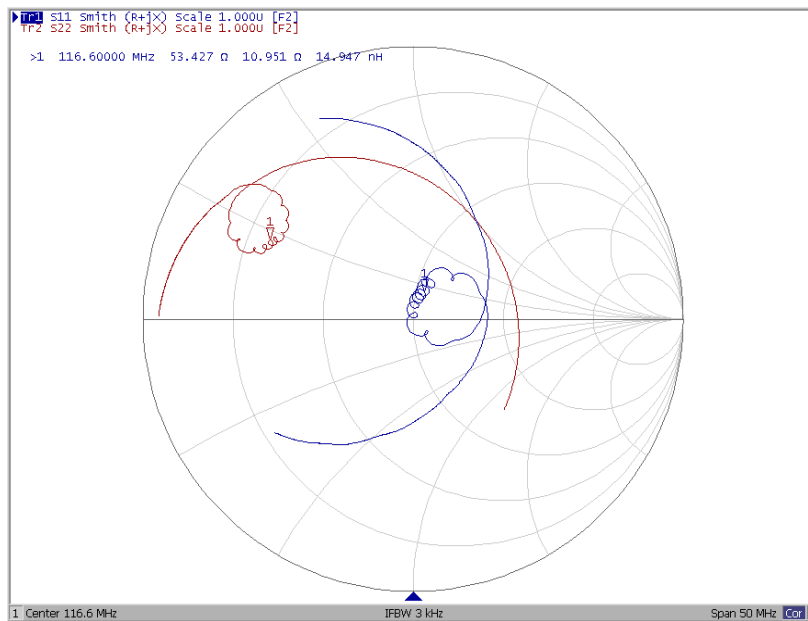 Tr1 S11 Smith (R+jX) Scale 1.000U [F2]
Tr2 S22 Smith (R+jX) Scale 1.000U [F2]
>1 116.60000 MHz 53.427 Ω 10.951 Ω 14.947 nH
1
1
1 Center 116.6 MHz IFBW 3 kHz Span 50 MHz Cor